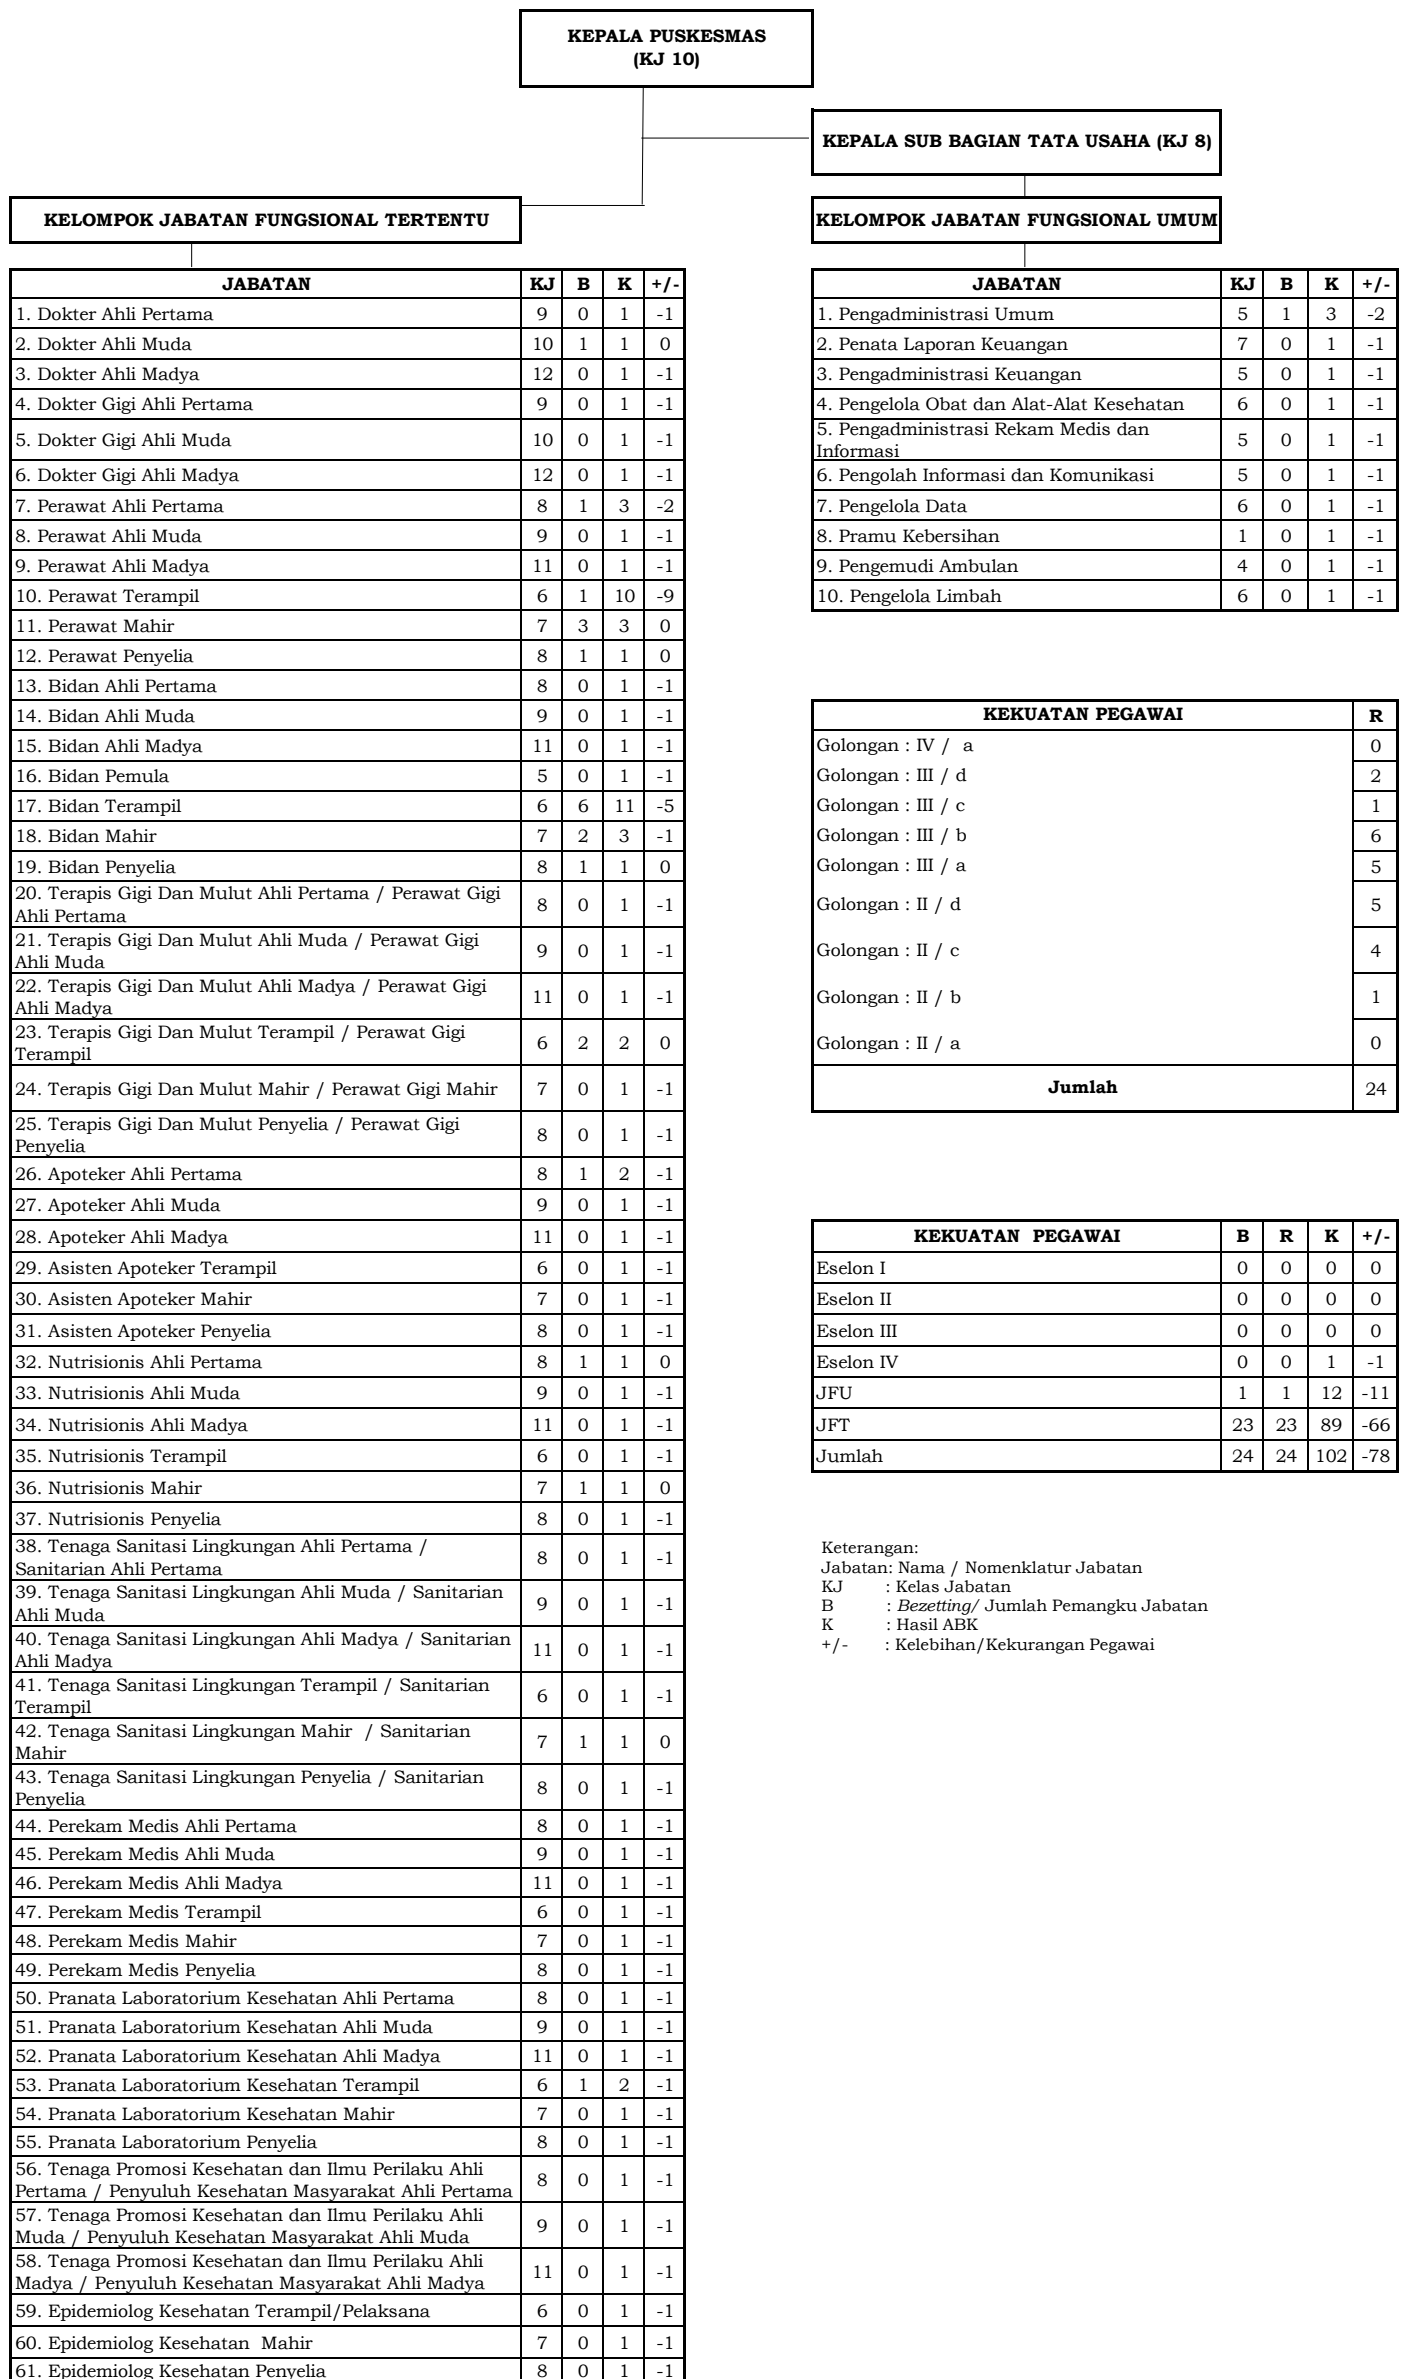 KEPALA PUSKESMAS
(KJ 10)
KEPALA SUB BAGIAN TATA USAHA (KJ 8)
KELOMPOK JABATAN FUNGSIONAL TERTENTU
KELOMPOK JABATAN FUNGSIONAL UMUM
JABATAN KJ B K +/-
1. Dokter Ahli Pertama 9 0 1 -1
2. Dokter Ahli Muda 10 1 1 0
3. Dokter Ahli Madya 12 0 1 -1
4. Dokter Gigi Ahli Pertama 9 0 1 -1
5. Dokter Gigi Ahli Muda 10 0 1 -1
6. Dokter Gigi Ahli Madya 12 0 1 -1
7. Perawat Ahli Pertama 8 1 3 -2
8. Perawat Ahli Muda 9 0 1 -1
9. Perawat Ahli Madya 11 0 1 -1
10. Perawat Terampil 6 1 10 -9
11. Perawat Mahir 7 3 3 0
12. Perawat Penyelia 8 1 1 0
13. Bidan Ahli Pertama 8 0 1 -1
14. Bidan Ahli Muda 9 0 1 -1
15. Bidan Ahli Madya 11 0 1 -1
16. Bidan Pemula 5 0 1 -1
17. Bidan Terampil 6 6 11 -5
18. Bidan Mahir 7 2 3 -1
19. Bidan Penyelia 8 1 1 0
20. Terapis Gigi Dan Mulut Ahli Pertama / Perawat Gigi
Ahli Pertama 8 0 1 -1
21. Terapis Gigi Dan Mulut Ahli Muda / Perawat Gigi
Ahli Muda 9 0 1 -1
22. Terapis Gigi Dan Mulut Ahli Madya / Perawat Gigi
Ahli Madya 11 0 1 -1
23. Terapis Gigi Dan Mulut Terampil / Perawat Gigi
Terampil 6 2 2 0
24. Terapis Gigi Dan Mulut Mahir / Perawat Gigi Mahir 7 0 1 -1
25. Terapis Gigi Dan Mulut Penyelia / Perawat Gigi
Penyelia 8 0 1 -1
26. Apoteker Ahli Pertama 8 1 2 -1
27. Apoteker Ahli Muda 9 0 1 -1
28. Apoteker Ahli Madya 11 0 1 -1
29. Asisten Apoteker Terampil 6 0 1 -1
30. Asisten Apoteker Mahir 7 0 1 -1
31. Asisten Apoteker Penyelia 8 0 1 -1
32. Nutrisionis Ahli Pertama 8 1 1 0
33. Nutrisionis Ahli Muda 9 0 1 -1
34. Nutrisionis Ahli Madya 11 0 1 -1
35. Nutrisionis Terampil 6 0 1 -1
36. Nutrisionis Mahir 7 1 1 0
37. Nutrisionis Penyelia 8 0 1 -1
38. Tenaga Sanitasi Lingkungan Ahli Pertama /
Sanitarian Ahli Pertama 8 0 1 -1
39. Tenaga Sanitasi Lingkungan Ahli Muda / Sanitarian
Ahli Muda 9 0 1 -1
40. Tenaga Sanitasi Lingkungan Ahli Madya / Sanitarian
Ahli Madya 11 0 1 -1
41. Tenaga Sanitasi Lingkungan Terampil / Sanitarian
Terampil 6 0 1 -1
42. Tenaga Sanitasi Lingkungan Mahir / Sanitarian
Mahir 7 1 1 0
43. Tenaga Sanitasi Lingkungan Penyelia / Sanitarian
Penyelia 8 0 1 -1
44. Perekam Medis Ahli Pertama 8 0 1 -1
45. Perekam Medis Ahli Muda 9 0 1 -1
46. Perekam Medis Ahli Madya 11 0 1 -1
47. Perekam Medis Terampil 6 0 1 -1
48. Perekam Medis Mahir 7 0 1 -1
49. Perekam Medis Penyelia 8 0 1 -1
50. Pranata Laboratorium Kesehatan Ahli Pertama 8 0 1 -1
51. Pranata Laboratorium Kesehatan Ahli Muda 9 0 1 -1
52. Pranata Laboratorium Kesehatan Ahli Madya 11 0 1 -1
53. Pranata Laboratorium Kesehatan Terampil 6 1 2 -1
54. Pranata Laboratorium Kesehatan Mahir 7 0 1 -1
55. Pranata Laboratorium Penyelia 8 0 1 -1
56. Tenaga Promosi Kesehatan dan Ilmu Perilaku Ahli
Pertama / Penyuluh Kesehatan Masyarakat Ahli Pertama 8 0 1 -1
57. Tenaga Promosi Kesehatan dan Ilmu Perilaku Ahli
Muda / Penyuluh Kesehatan Masyarakat Ahli Muda 9 0 1 -1
58. Tenaga Promosi Kesehatan dan Ilmu Perilaku Ahli
Madya / Penyuluh Kesehatan Masyarakat Ahli Madya 11 0 1 -1
59. Epidemiolog Kesehatan Terampil/Pelaksana 6 0 1 -1
60. Epidemiolog Kesehatan Mahir 7 0 1 -1
61. Epidemiolog Kesehatan Penyelia 8 0 1 -1
JABATAN KJ B K +/-
1. Pengadministrasi Umum 5 1 3 -2
2. Penata Laporan Keuangan 7 0 1 -1
3. Pengadministrasi Keuangan 5 0 1 -1
4. Pengelola Obat dan Alat-Alat Kesehatan 6 0 1 -1
5. Pengadministrasi Rekam Medis dan
Informasi 5 0 1 -1
6. Pengolah Informasi dan Komunikasi 5 0 1 -1
7. Pengelola Data 6 0 1 -1
8. Pramu Kebersihan 1 0 1 -1
9. Pengemudi Ambulan 4 0 1 -1
10. Pengelola Limbah 6 0 1 -1
KEKUATAN PEGAWAI R
Golongan : IV / a 0
Golongan : III / d 2
Golongan : III / c 1
Golongan : III / b 6
Golongan : III / a 5
Golongan : II / d 5
Golongan : II / c 4
Golongan : II / b 1
Golongan : II / a 0
Jumlah 24
KEKUATAN PEGAWAI B R K +/-
Eselon I 0 0 0 0
Eselon II 0 0 0 0
Eselon III 0 0 0 0
Eselon IV 0 0 1 -1
JFU 1 1 12 -11
JFT 23 23 89 -66
Jumlah 24 24 102 -78
Keterangan:
Jabatan: Nama / Nomenklatur Jabatan
KJ : Kelas Jabatan
B : Bezetting/ Jumlah Pemangku Jabatan
K : Hasil ABK
+/- : Kelebihan/Kekurangan Pegawai